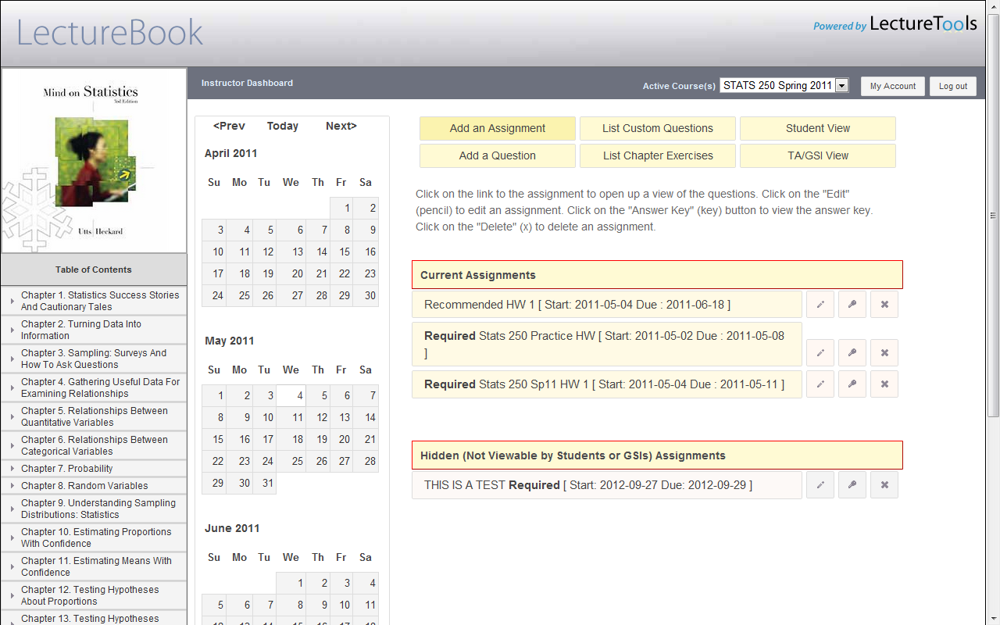 LectureBook
Powered by LectureTools
Mind on Statistics
3rd Edition
Utts Heckard
Instructor Dashboard
Active Course(s) STATS 250 Spring 2011 My Account Log out
Table of Contents
Chapter 1. Statistics Success Stories
And Cautionary Tales
Chapter 2. Turning Data Into
Information
Chapter 3. Sampling: Surveys And
How To Ask Questions
Chapter 4. Gathering Useful Data For
Examining Relationships
Chapter 5. Relationships Between
Quantitative Variables
Chapter 6. Relationships Between
Categorical Variables
Chapter 7. Probability
Chapter 8. Random Variables
Chapter 9. Understanding Sampling
Distributions: Statistics
Chapter 10. Estimating Proportions
With Confidence
Chapter 11. Estimating Means With
Confidence
Chapter 12. Testing Hypotheses
About Proportions
Chapter 13. Testing Hypotheses
<Prev Today Next>
April 2011
Su Mo Tu We Th Fr Sa
1 2
3 4 5 6 7 8 9
10 11 12 13 14 15 16
17 18 19 20 21 22 23
24 25 26 27 28 29 30
May 2011
Su Mo Tu We Th Fr Sa
1 2 3 4 5 6 7
8 9 10 11 12 13 14
15 16 17 18 19 20 21
22 23 24 25 26 27 28
29 30 31
June 2011
Su Mo Tu We Th Fr Sa
1 2 3 4
5 6 7 8 9 10 11
Add an Assignment List Custom Questions Student View
Add a Question List Chapter Exercises TA/GSI View
Click on the link to the assignment to open up a view of the questions. Click on the "Edit"
(pencil) to edit an assignment. Click on the "Answer Key" (key) button to view the answer key.
Click on the "Delete" (x) to delete an assignment.
Current Assignments
Recommended HW 1 [ Start: 2011-05-04 Due : 2011-06-18 ]
Required Stats 250 Practice HW [ Start: 2011-05-02 Due : 2011-05-08
]
Required Stats 250 Sp11 HW 1 [ Start: 2011-05-04 Due : 2011-05-11 ]
Hidden (Not Viewable by Students or GSIs) Assignments
THIS IS A TEST Required [ Start: 2012-09-27 Due: 2012-09-29 ]